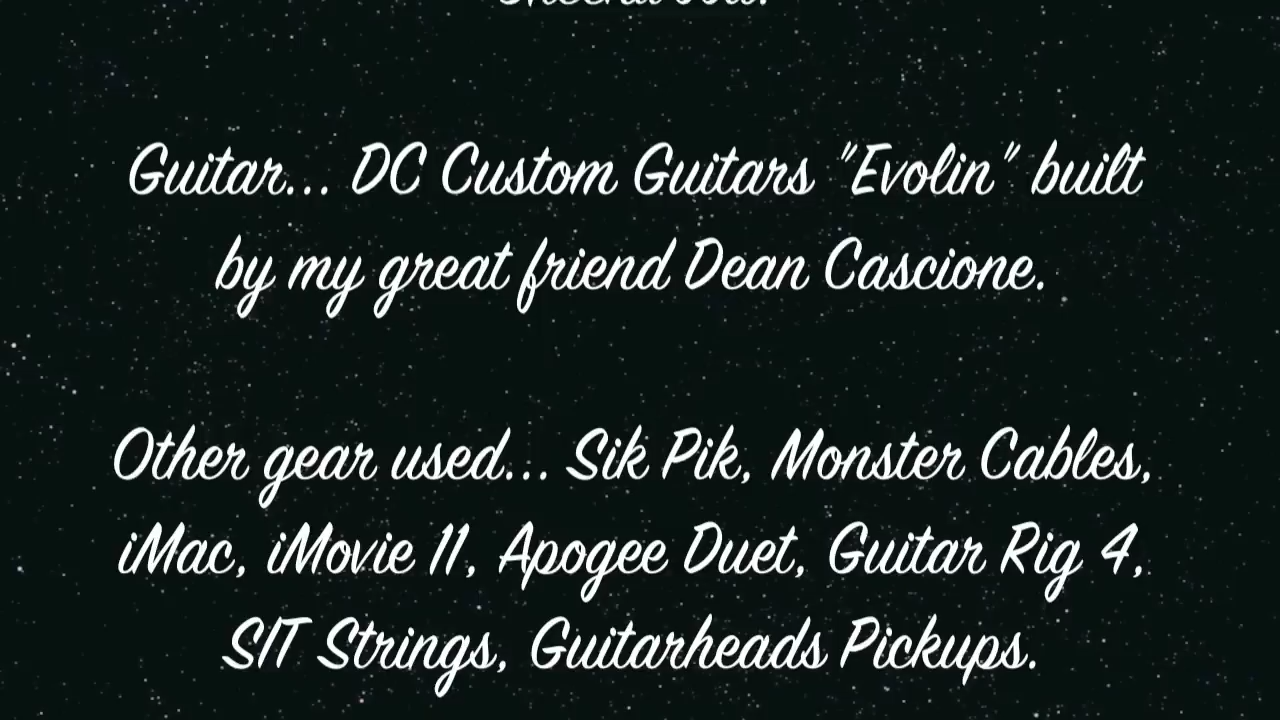 Guitar... DC Custom Guitars "Evolin" built
by my great friend Dean Cascione.
Other gear used... Sik Pik, Monster Cables,
iMac, iMovie 11, Apogee Duet, Guitar Rig 4,
SIT Strings, Guitarheads Pickups.